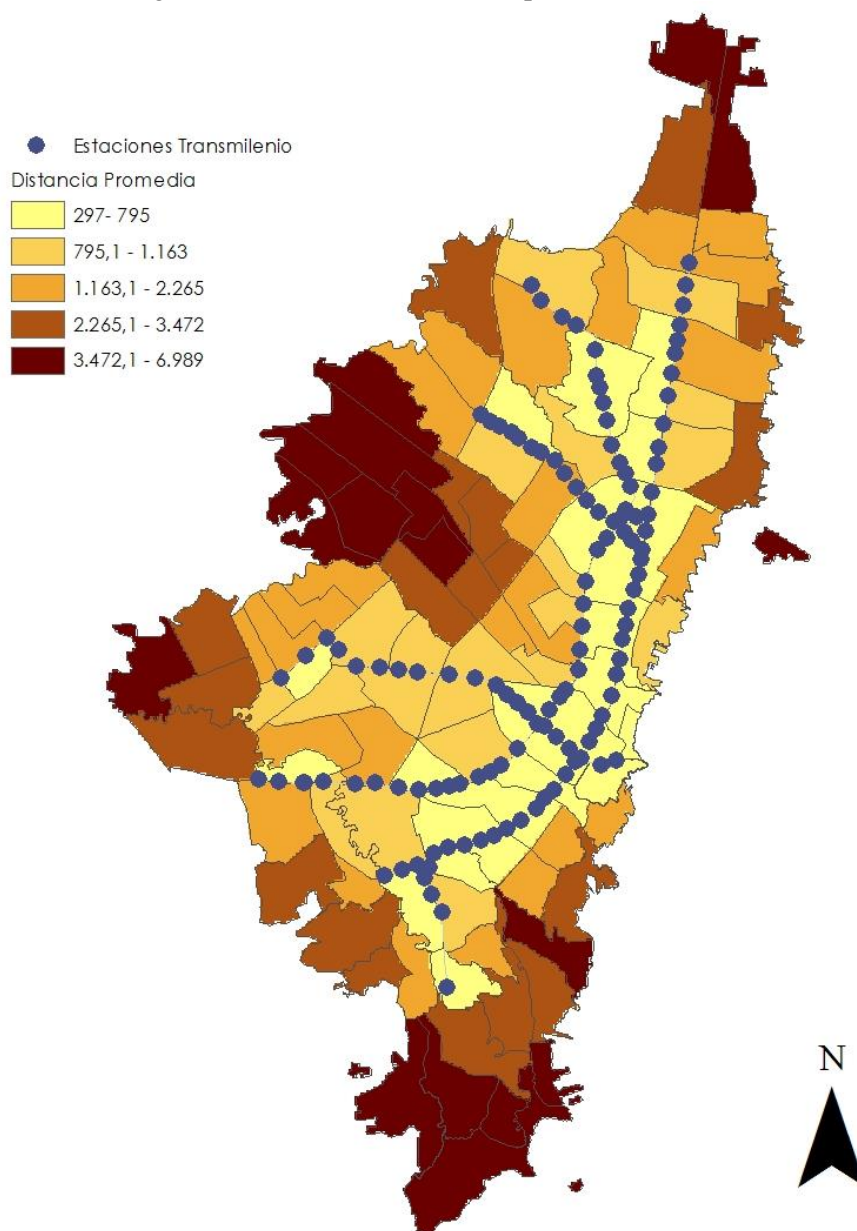 Estaciones Transmilenio
Distancia Promedia
297- 795
795,1 - 1.163
1.163,1 - 2.265
2.265,1 - 3.472
3.472,1 - 6.989
N